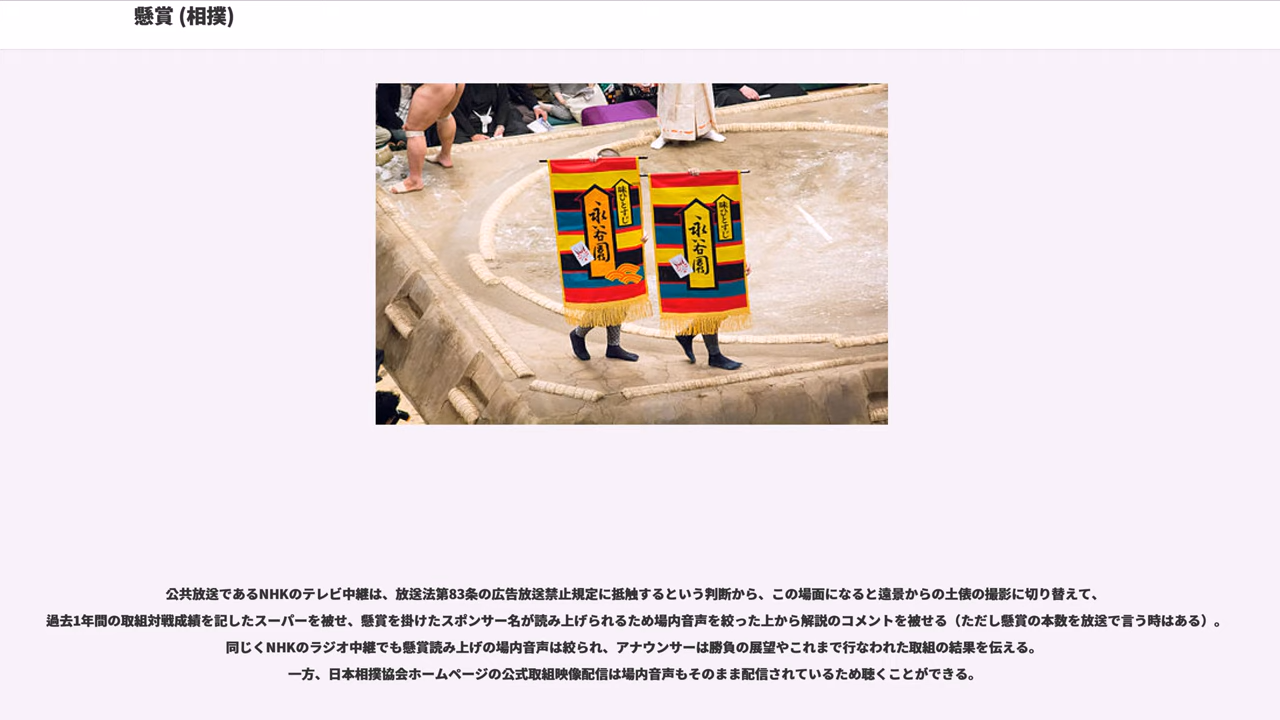 懸賞 (相撲)
味ひとすじ
永谷園
味ひとすじ
永谷園
公共放送であるNHKのテレビ中継は、放送法第83条の広告放送禁止規定に抵触するという判断から、この場面になると遠景からの土俵の撮影に切り替えて、
過去1年間の取組対戦成績を記したスーパーを被せ、懸賞を掛けたスポンサー名が読み上げられるため場内音声を絞った上から解説のコメントを被せる（ただし懸賞の本数を放送で言う時はある）。
同じくNHKのラジオ中継でも懸賞読み上げの場内音声は絞られ、アナウンサーは勝負の展望やこれまで行なわれた取組の結果を伝える。
一方、日本相撲協会ホームページの公式取組映像配信は場内音声もそのまま配信されているため聴くことができる。